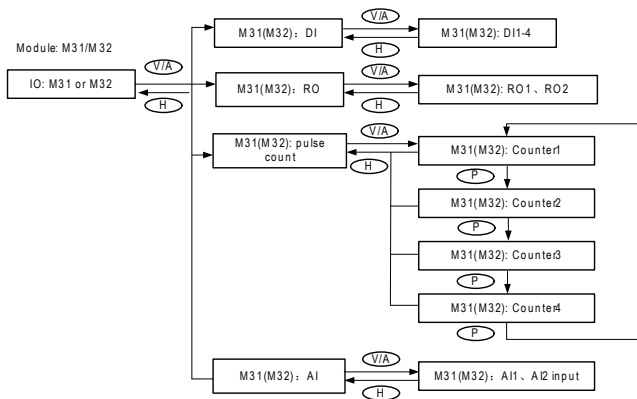 Module: M31/M32
IO: M31 or M32
V/A
H
M31(M32)：DI
V/A
H
M31(M32): DI1-4
M31(M32)：RO
V/A
H
M31(M32): RO1、RO2
M31(M32): pulse
count
V/A
H
M31(M32): Counter1
P
M31(M32): Counter2
P
M31(M32): Counter3
P
M31(M32): Counter4
P
M31(M32)：AI
V/A
H
M31(M32)：AI1、AI2 input